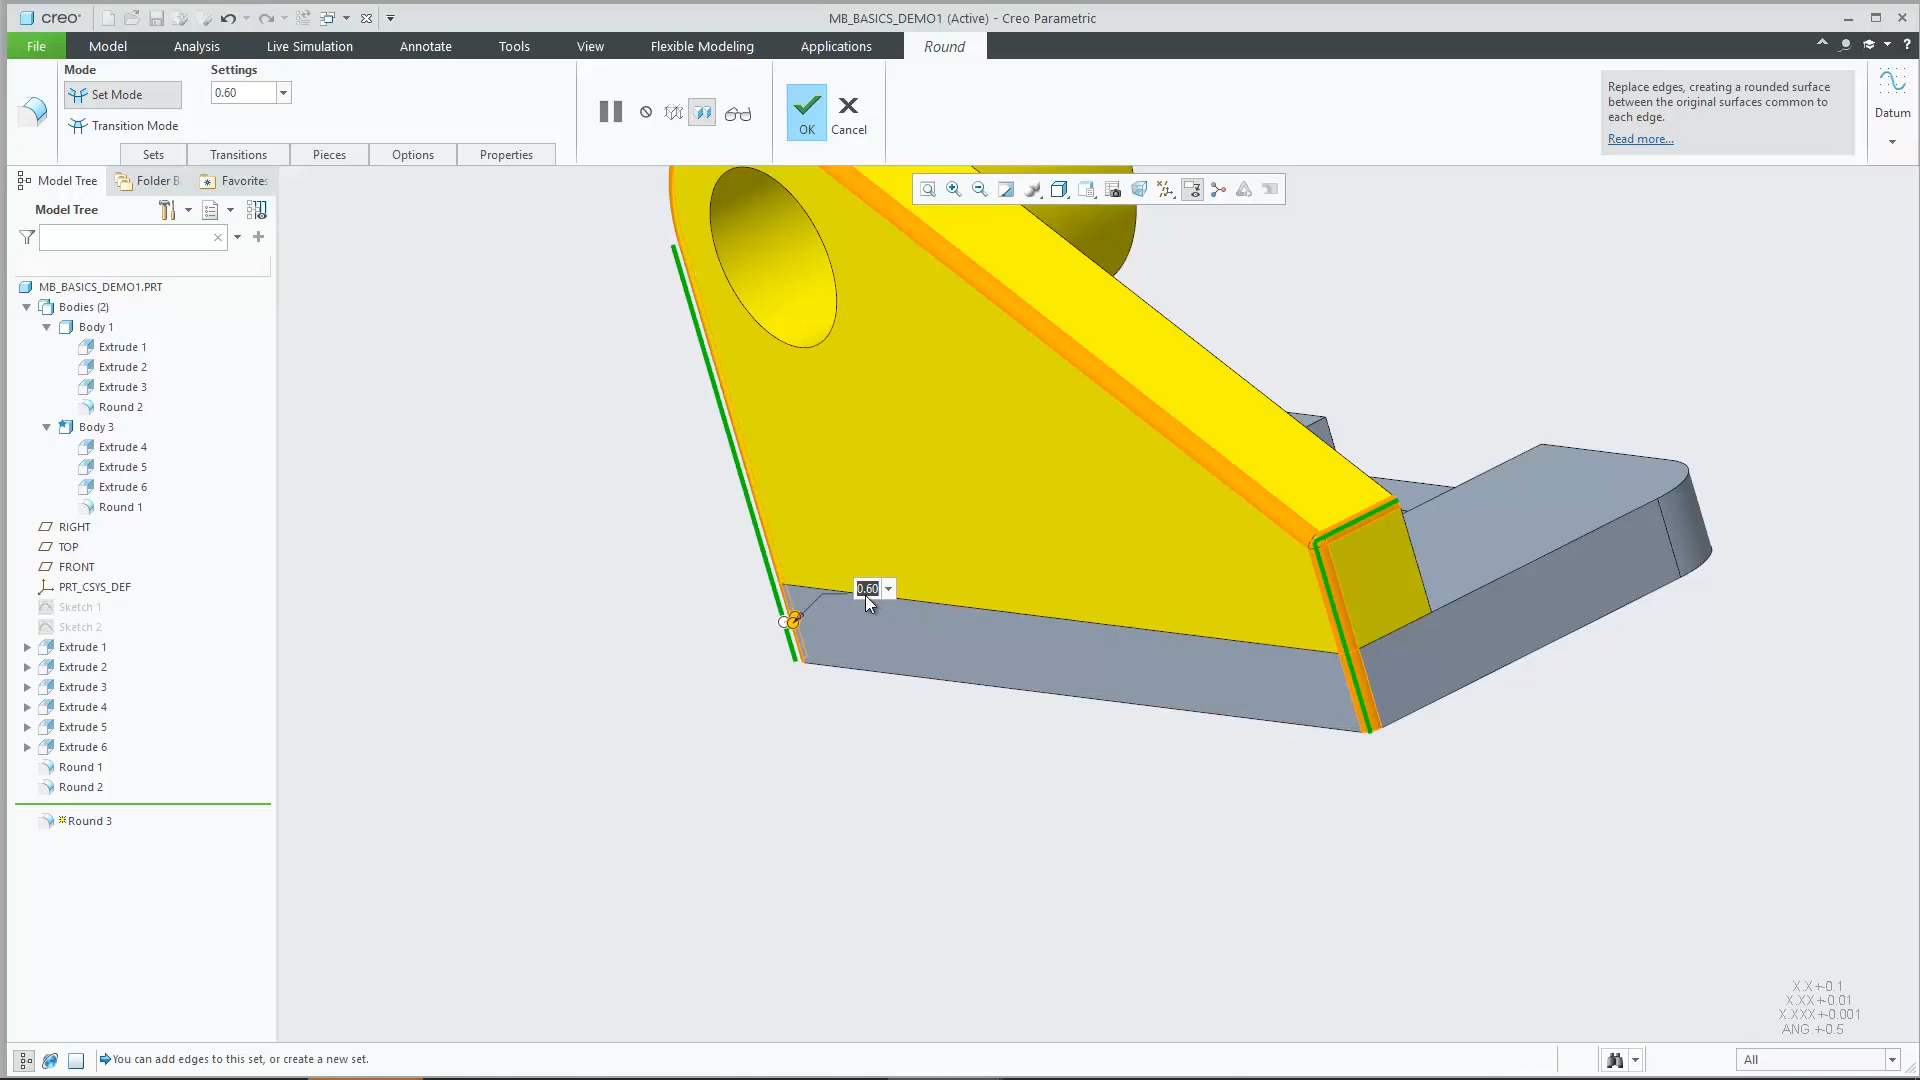 creo
MB_BASICS_DEMO1 (Active) - Creo Parametric
File
Model
Analysis
Live Simulation
Annotate
Tools
View
Flexible Modeling
Applications
Round
?
Mode
Set Mode
Transition Mode
Settings
0.60
OK
Cancel
Replace edges, creating a rounded surface
between the original surfaces common to
each edge.
Read more...
Datum
Sets
Transitions
Pieces
Options
Properties
Model Tree
Folder B
Favorites
Model Tree
MB_BASICS_DEMO1.PRT
Bodies (2)
Body 1
Extrude 1
Extrude 2
Extrude 3
Round 2
Body 3
Extrude 4
Extrude 5
Extrude 6
Round 1
RIGHT
TOP
FRONT
PRT_CSYS_DEF
Sketch 1
Sketch 2
Extrude 1
Extrude 2
Extrude 3
Extrude 4
Extrude 5
Extrude 6
Round 1
Round 2
Round 3
0.60
X.X+-0.1
X.XX+-0.01
X.XXX+-0.001
ANG.+-0.5
You can add edges to this set, or create a new set.
All